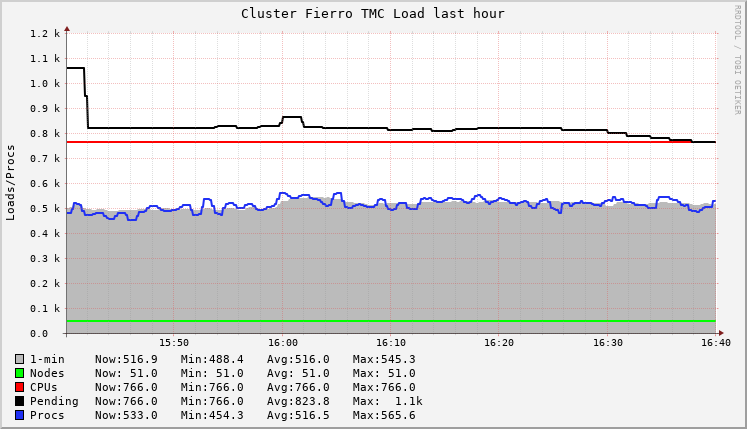 Cluster Fierro TMC Load last hour
RRDTOOL / TOBI OETIKER
Loads/Procs
1.2 k
1.1 k
1.0 k
0.9 k
0.8 k
0.7 k
0.6 k
0.5 k
0.4 k
0.3 k
0.2 k
0.1 k
0.0
15:50 16:00 16:10 16:20 16:30 16:40
1-min Now:516.9 Min:488.4 Avg:516.0 Max:545.3
Nodes Now: 51.0 Min: 51.0 Avg: 51.0 Max: 51.0
CPUs Now:766.0 Min:766.0 Avg:766.0 Max:766.0
Pending Now:766.0 Min:766.0 Avg:823.8 Max: 1.1k
Procs Now:533.0 Min:454.3 Avg:516.5 Max:565.6